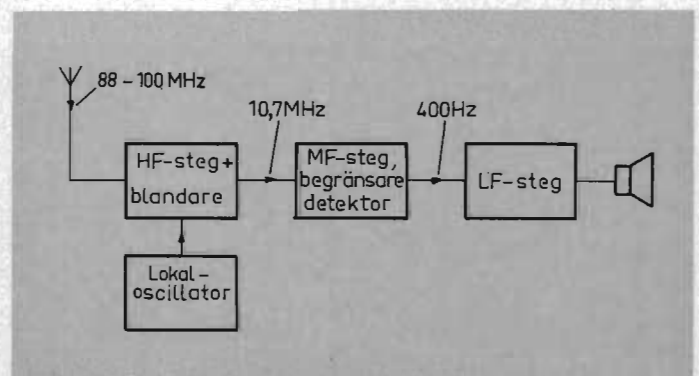 88-100 MHz
10,7MHz
400Hz
HF-steg+
blandare
MF-steg,
begränsare
detektor
LF-steg
Lokal-
oscillator